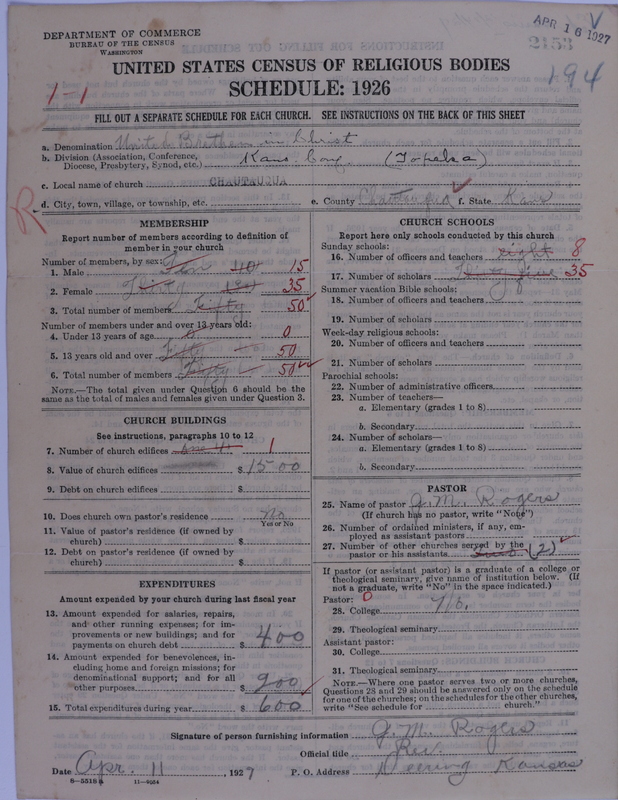 DEPARTMENT OF COMMERCE
BUREAU OF THE CENSUS
WASHINGTON
APR 16 1927
2153
194
UNITED STATES CENSUS OF RELIGIOUS BODIES
SCHEDULE: 1926
1-1
FILL OUT A SEPARATE SCHEDULE FOR EACH CHURCH. SEE INSTRUCTIONS ON THE BACK OF THIS SHEET
a. Denomination United Brethern in Christ
b. Division (Association, Conference, Diocese, Presbytery, Synod, etc.) Kans. Cong. (Topeka)
c. Local name of church CHAUTAUQUA
R
d. City, town, village, or township, etc. e. County Chautauqua f. State Kans
MEMBERSHIP
Report number of members according to definition of member in your church
Number of members, by sex:
1. Male Ten 10 15
2. Female Thirty 35
3. Total number of members Fifty 50
Number of members under and over 13 years old:
4. Under 13 years of age 0 0
5. 13 years old and over Fifty 50
6. Total number of members Fifty 50
NOTE.—The total given under Question 6 should be the same as the total of males and females given under Question 3.
CHURCH BUILDINGS
See instructions, paragraphs 10 to 12
7. Number of church edifices one 1
8. Value of church edifices $ 1500
9. Debt on church edifices $
10. Does church own pastor's residence No
Yes or No
11. Value of pastor's residence (if owned by church) $
12. Debt on pastor's residence (if owned by church) $
EXPENDITURES
Amount expended by your church during last fiscal year
13. Amount expended for salaries, repairs, and other running expenses; for improvements or new buildings; and for payments on church debt $ 400
14. Amount expended for benevolences, including home and foreign missions; for denominational support; and for all other purposes $ 200
15. Total expenditures during year $ 600
CHURCH SCHOOLS
Report here only schools conducted by this church
Sunday schools:
16. Number of officers and teachers eight 8
17. Number of scholars Thirty five 35
Summer vacation Bible schools:
18. Number of officers and teachers
19. Number of scholars
Week-day religious schools:
20. Number of officers and teachers
21. Number of scholars
Parochial schools:
22. Number of administrative officers
23. Number of teachers—
a. Elementary (grades 1 to 8)
b. Secondary
24. Number of scholars—
a. Elementary (grades 1 to 8)
b. Secondary
PASTOR
25. Name of pastor G. M. Rogers
(If church has no pastor, write "None")
26. Number of ordained ministers, if any, employed as assistant pastors
27. Number of other churches served by the pastor or his assistants two (2)
If pastor (or assistant pastor) is a graduate of a college or theological seminary, give name of institution below. (If not a graduate, write "No" in the space indicated.)
Pastor: 0
28. College No.
29. Theological seminary
Assistant pastor:
30. College
31. Theological seminary
NOTE.—Where one pastor serves two or more churches, Questions 28 and 29 should be answered only on the schedule for one of the churches; on the schedules for the other churches, write "See schedule for church."
Signature of person furnishing information G. M. Rogers
Official title Rev.
Date Apr. 11, 1927 P. O. Address Deering Kansas
8-5518a 11-9054